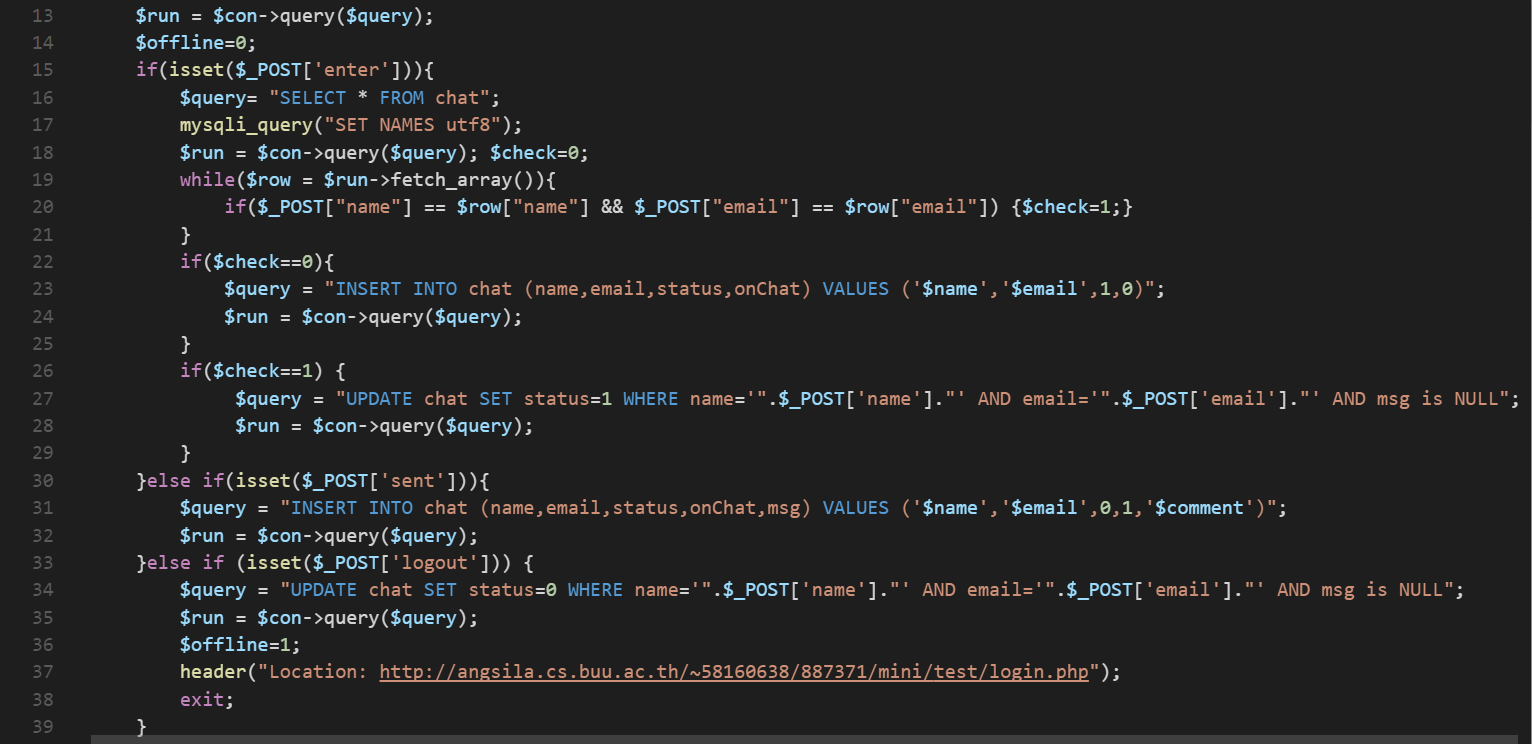 13 $run = $con->query($query);
14 $offline=0;
15 if(isset($_POST['enter'])){
16 $query= "SELECT * FROM chat";
17 mysqli_query("SET NAMES utf8");
18 $run = $con->query($query); $check=0;
19 while($row = $run->fetch_array()){
20 if($_POST["name"] == $row["name"] && $_POST["email"] == $row["email"]) {$check=1;}
21 }
22 if($check==0){
23 $query = "INSERT INTO chat (name,email,status,onChat) VALUES ('$name','$email',1,0)";
24 $run = $con->query($query);
25 }
26 if($check==1) {
27 $query = "UPDATE chat SET status=1 WHERE name='".$_POST['name']."' AND email='".$_POST['email']."' AND msg is NULL";
28 $run = $con->query($query);
29 }
30 }else if(isset($_POST['sent'])){
31 $query = "INSERT INTO chat (name,email,status,onChat,msg) VALUES ('$name','$email',0,1,'$comment')";
32 $run = $con->query($query);
33 }else if (isset($_POST['logout'])) {
34 $query = "UPDATE chat SET status=0 WHERE name='".$_POST['name']."' AND email='".$_POST['email']."' AND msg is NULL";
35 $run = $con->query($query);
36 $offline=1;
37 header("Location: http://angsila.cs.buu.ac.th/~58160638/887371/mini/test/login.php");
38 exit;
39 }